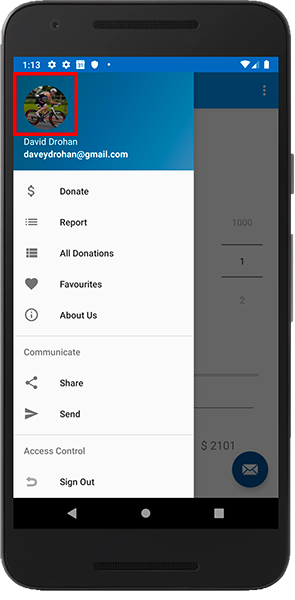 1:13
31
David Drohan
daveydrohan@gmail.com
Donate
Report
All Donations
Favourites
About Us
Communicate
Share
Send
Access Control
Sign Out
1000
1
2
$ 2101